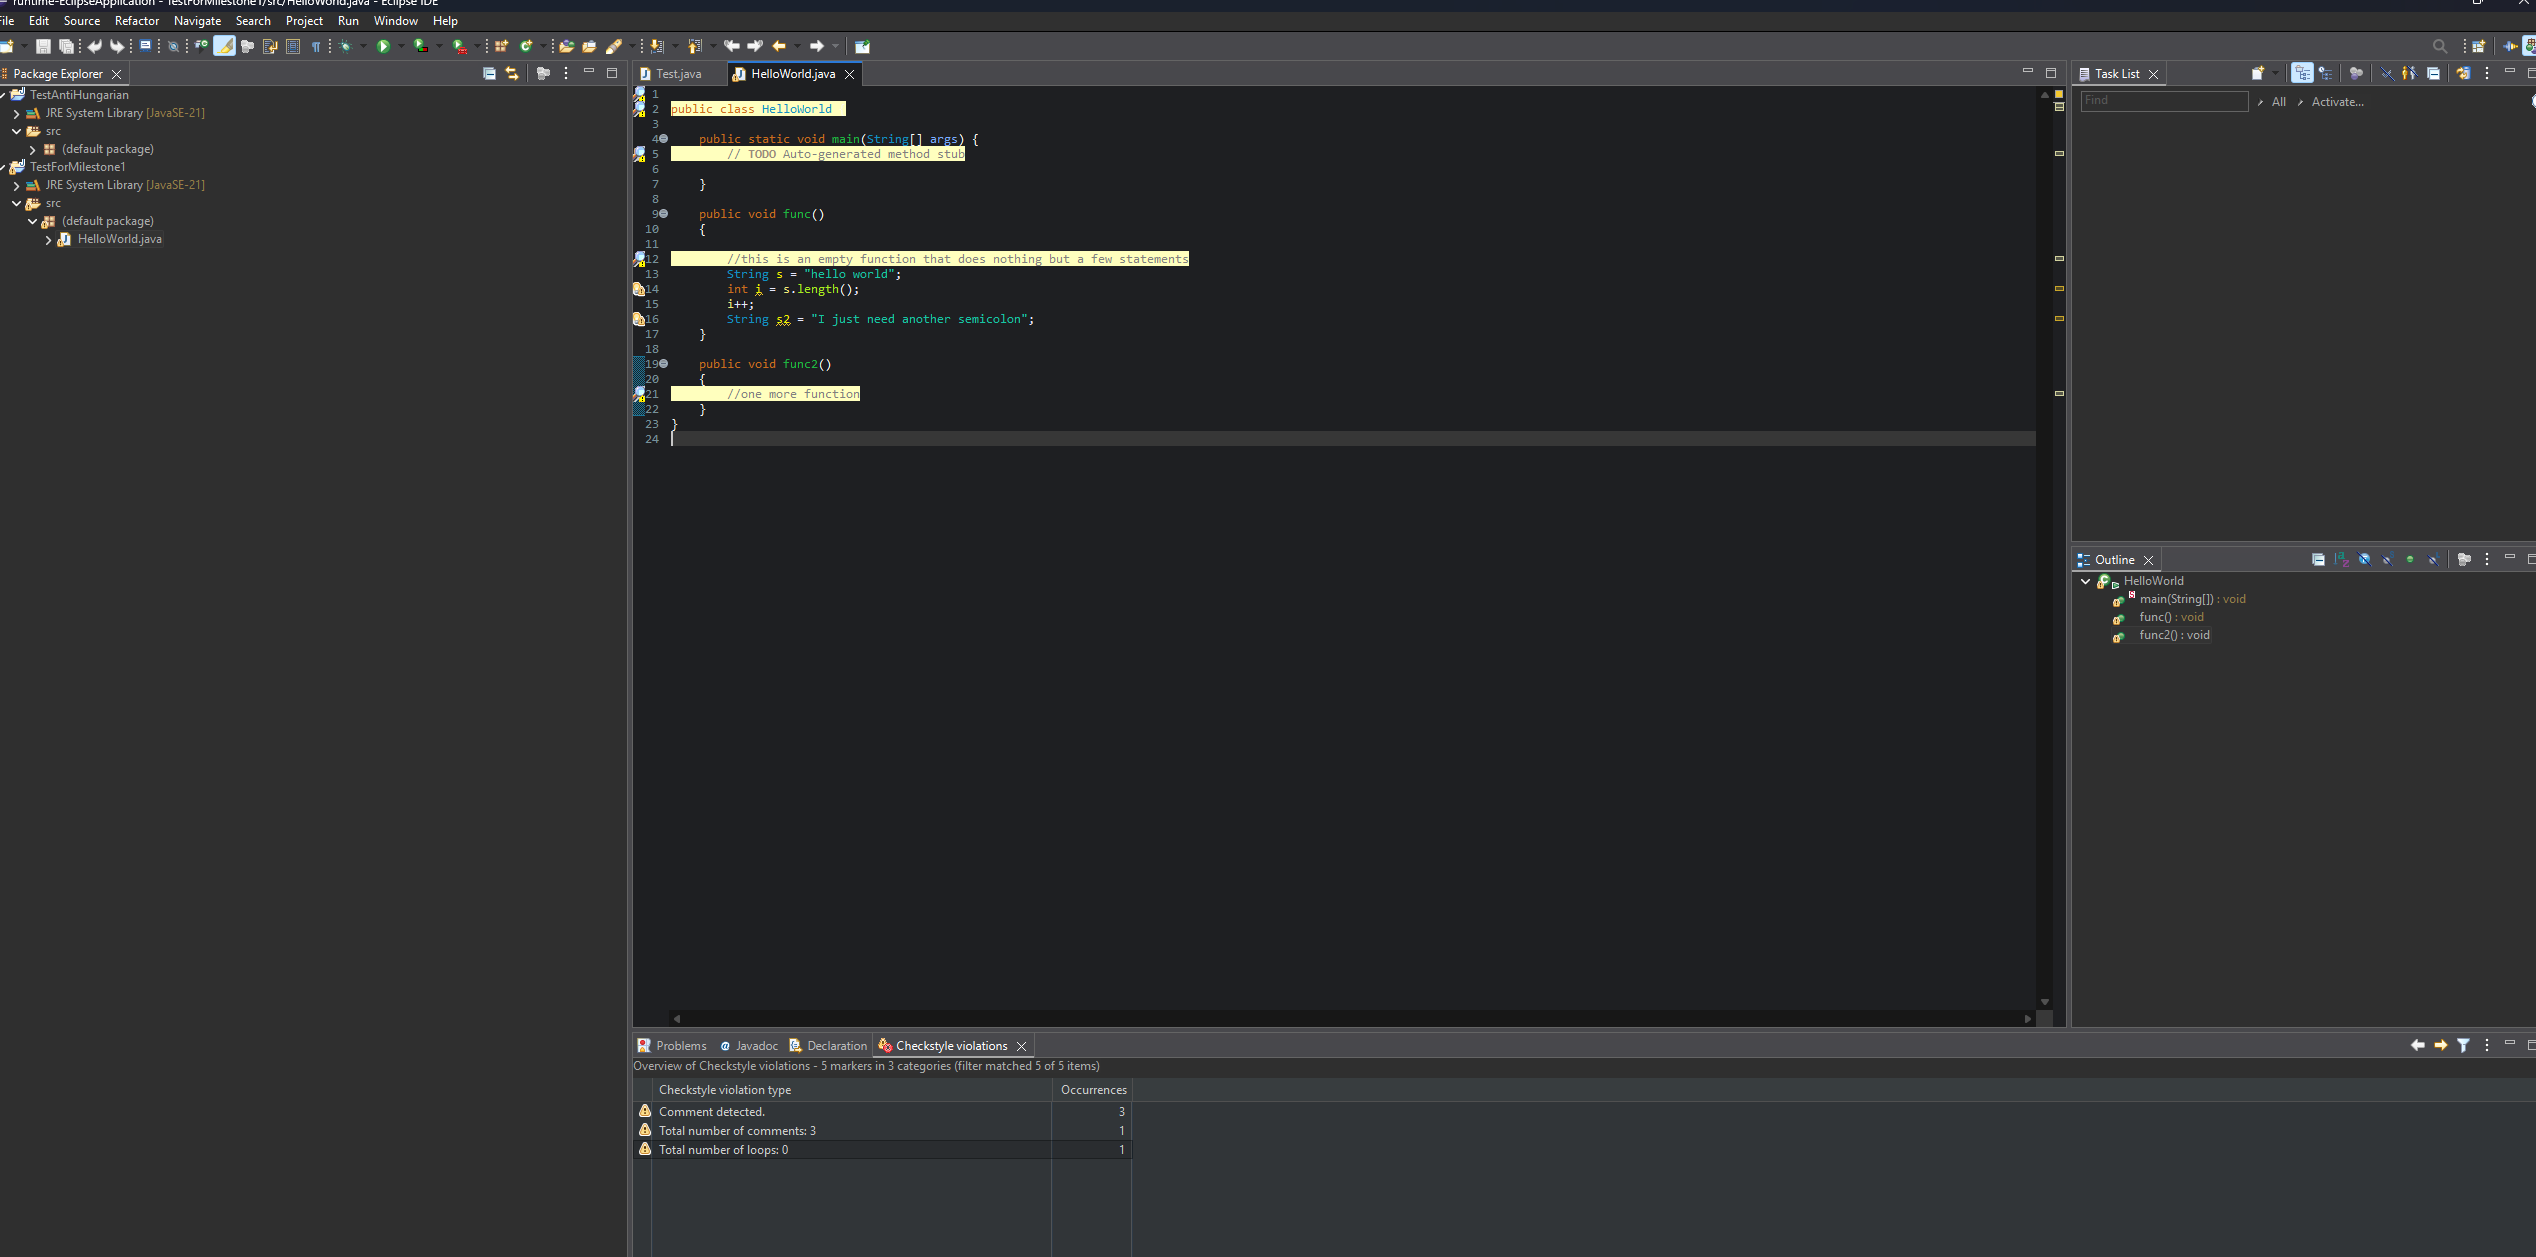 runtime-EclipseApplication - TestForMilestone1/src/HelloWorld.java - Eclipse IDE
File Edit Source Refactor Navigate Search Project Run Window Help
Package Explorer
TestAntiHungarian
JRE System Library [JavaSE-21]
src
(default package)
TestForMilestone1
JRE System Library [JavaSE-21]
src
(default package)
HelloWorld.java
Test.java HelloWorld.java
1
2 public class HelloWorld
3
4 public static void main(String[] args) {
5 // TODO Auto-generated method stub
6
7 }
8
9 public void func()
10 {
11
12 //this is an empty function that does nothing but a few statements
13 String s = "hello world";
14 int i = s.length();
15 i++;
16 String s2 = "I just need another semicolon";
17 }
18
19 public void func2()
20 {
21 //one more function
22 }
23 }
24
Task List
Find All Activate...
Outline
HelloWorld
main(String[]) : void
func() : void
func2() : void
Problems Javadoc Declaration Checkstyle violations
Overview of Checkstyle violations - 5 markers in 3 categories (filter matched 5 of 5 items)
Checkstyle violation type Occurrences
Comment detected. 3
Total number of comments: 3 1
Total number of loops: 0 1